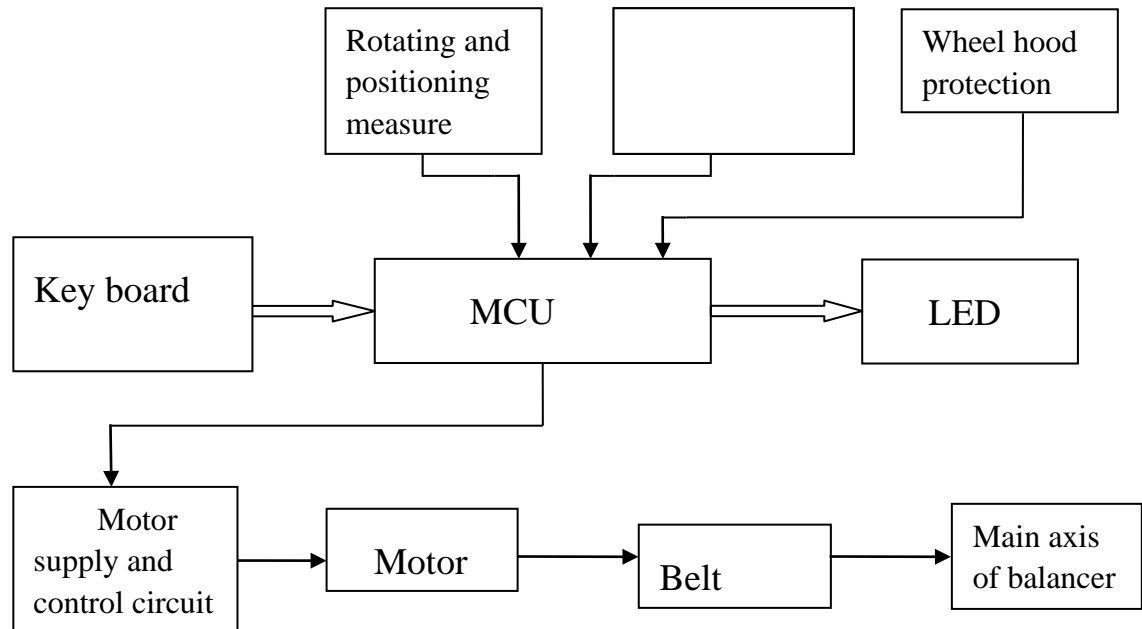 Rotating and
positioning
measure
Wheel hood
protection
Key board
MCU
LED
Motor
supply and
control circuit
Motor
Belt
Main axis
of balancer